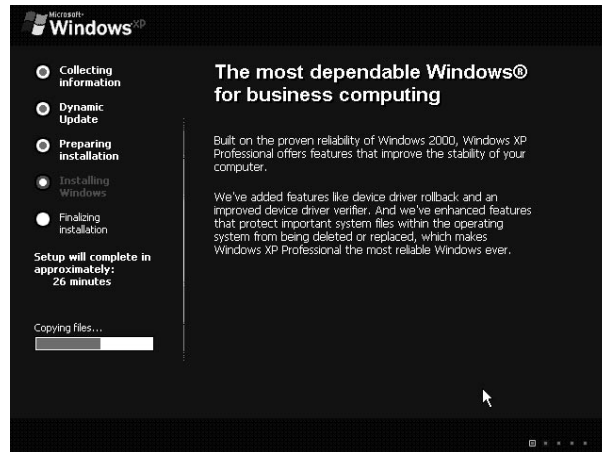 Microsoft®
Windows xp
Collecting
information
Dynamic
Update
Preparing
installation
Installing
Windows
Finalizing
installation
Setup will complete in
approximately:
26 minutes
Copying files...
The most dependable Windows®
for business computing
Built on the proven reliability of Windows 2000, Windows XP
Professional offers features that improve the stability of your
computer.
We've added features like device driver rollback and an
improved device driver verifier. And we've enhanced features
that protect important system files within the operating
system from being deleted or replaced, which makes
Windows XP Professional the most reliable Windows ever.